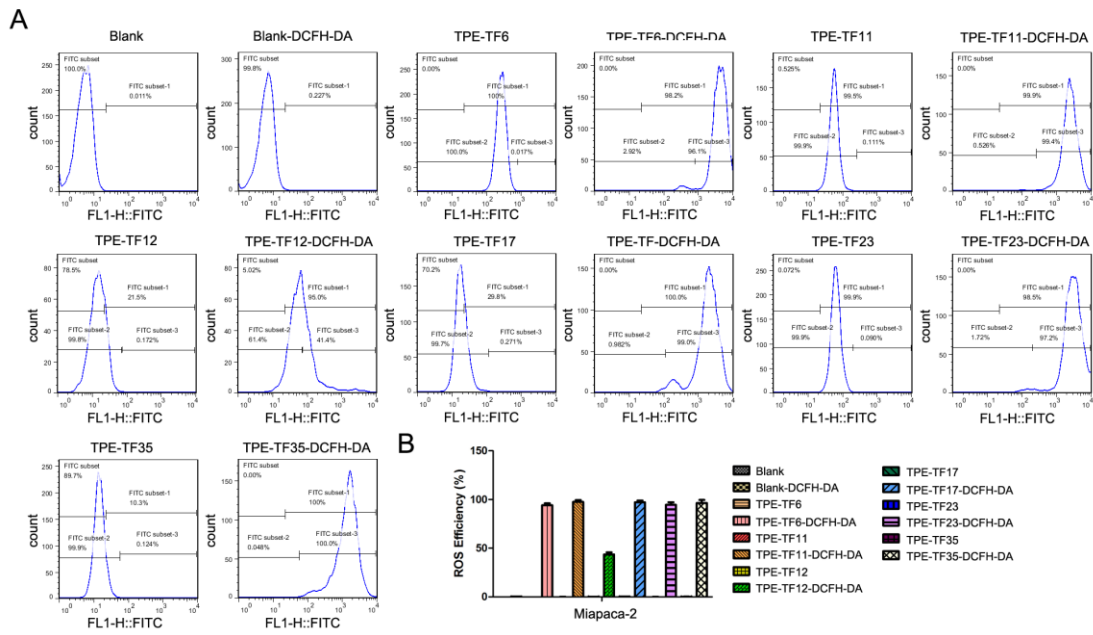 A
Blank
FITC subset
100.0%
FITC subset-1
0.011%
count
FL1-H::FITC
Blank-DCFH-DA
FITC subset
99.8%
FITC subset-1
0.227%
count
FL1-H::FITC
TPE-TF6
FITC subset
0.00%
FITC subset-1
100%
FITC subset-2
100.0%
FITC subset-3
0.017%
count
FL1-H::FITC
TPE-TF6-DCFH-DA
FITC subset
0.00%
FITC subset-1
98.2%
FITC subset-2
2.92%
FITC subset-3
96.1%
count
FL1-H::FITC
TPE-TF11
FITC subset
0.525%
FITC subset-1
99.5%
FITC subset-2
99.9%
FITC subset-3
0.111%
count
FL1-H::FITC
TPE-TF11-DCFH-DA
FITC subset
0.00%
FITC subset-1
99.9%
FITC subset-2
0.526%
FITC subset-3
99.4%
count
FL1-H::FITC
TPE-TF12
FITC subset
78.5%
FITC subset-1
21.5%
FITC subset-2
99.8%
FITC subset-3
0.172%
count
FL1-H::FITC
TPE-TF12-DCFH-DA
FITC subset
5.02%
FITC subset-1
95.0%
FITC subset-2
61.4%
FITC subset-3
41.4%
count
FL1-H::FITC
TPE-TF17
FITC subset
70.2%
FITC subset-1
29.8%
FITC subset-2
99.7%
FITC subset-3
0.271%
count
FL1-H::FITC
TPE-TF-DCFH-DA
FITC subset
0.00%
FITC subset-1
100.0%
FITC subset-2
0.982%
FITC subset-3
99.0%
count
FL1-H::FITC
TPE-TF23
FITC subset
0.072%
FITC subset-1
99.9%
FITC subset-2
99.9%
FITC subset-3
0.090%
count
FL1-H::FITC
TPE-TF23-DCFH-DA
FITC subset
0.00%
FITC subset-1
98.5%
FITC subset-2
1.72%
FITC subset-3
97.2%
count
FL1-H::FITC
TPE-TF35
FITC subset
89.7%
FITC subset-1
10.3%
FITC subset-2
99.9%
FITC subset-3
0.124%
count
FL1-H::FITC
TPE-TF35-DCFH-DA
FITC subset
0.00%
FITC subset-1
100%
FITC subset-2
0.048%
FITC subset-3
100.0%
count
FL1-H::FITC
B
ROS Efficiency (%)
150
100
50
0
Miapaca-2
Blank
Blank-DCFH-DA
TPE-TF6
TPE-TF6-DCFH-DA
TPE-TF11
TPE-TF11-DCFH-DA
TPE-TF12
TPE-TF12-DCFH-DA
TPE-TF17
TPE-TF17-DCFH-DA
TPE-TF23
TPE-TF23-DCFH-DA
TPE-TF35
TPE-TF35-DCFH-DA